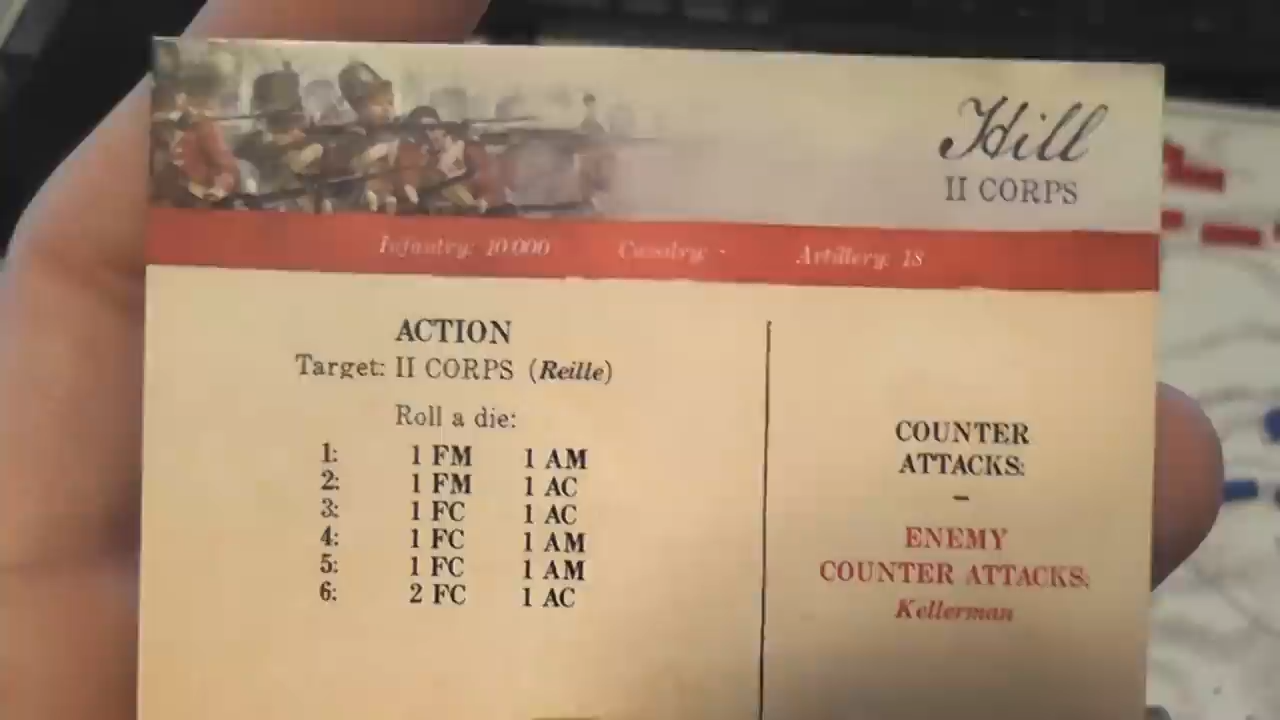 Hill
II CORPS
Infantry: 10.000 Cavalry: - Artillery: 18
ACTION
Target: II CORPS (Reille)
Roll a die:
1: 1 FM 1 AM
2: 1 FM 1 AC
3: 1 FC 1 AC
4: 1 FC 1 AM
5: 1 FC 1 AM
6: 2 FC 1 AC
COUNTER
ATTACKS:
–
ENEMY
COUNTER ATTACKS:
Kellerman